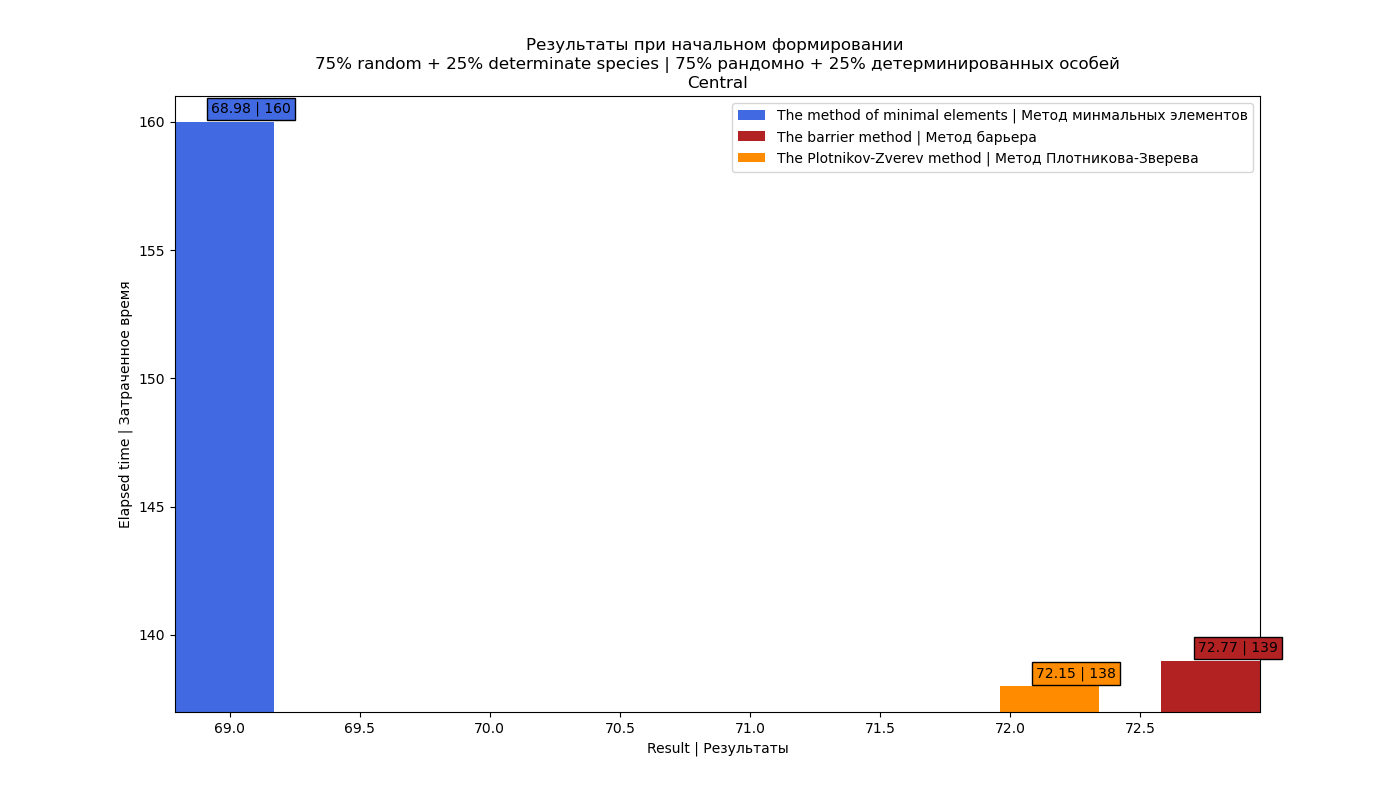 Результаты при начальном формировании
75% random + 25% determinate species | 75% рандомно + 25% детерминированных особей
Central
68.98 | 160
The method of minimal elements | Метод минмальных элементов
The barrier method | Метод барьера
The Plotnikov-Zverev method | Метод Плотникова-Зверева
160
155
150
145
140
Elapsed time | Затраченное время
72.15 | 138
72.77 | 139
69.0 69.5 70.0 70.5 71.0 71.5 72.0 72.5
Result | Результаты